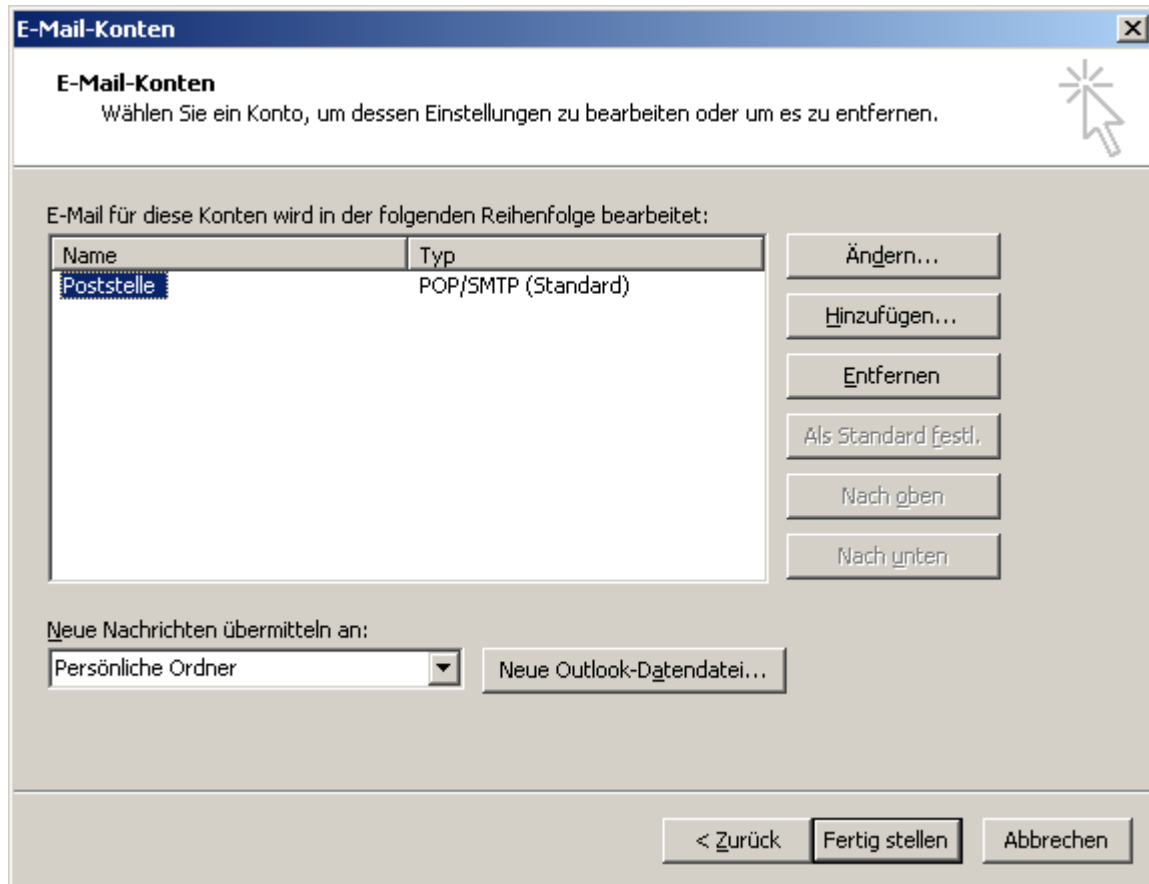 E-Mail-Konten
E-Mail-Konten
Wählen Sie ein Konto, um dessen Einstellungen zu bearbeiten oder um es zu entfernen.
E-Mail für diese Konten wird in der folgenden Reihenfolge bearbeitet:
Name Typ
Poststelle POP/SMTP (Standard)
Ändern...
Hinzufügen...
Entfernen
Als Standard festl.
Nach oben
Nach unten
Neue Nachrichten übermitteln an:
Persönliche Ordner Neue Outlook-Datendatei...
< Zurück Fertig stellen Abbrechen